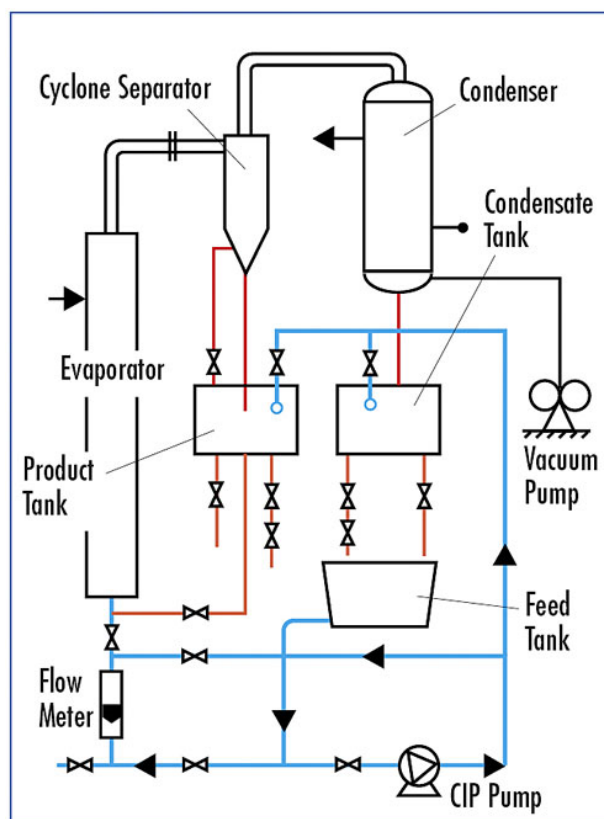 Cyclone Separator
Condenser
Condensate
Tank
Evaporator
Product
Tank
Vacuum
Pump
Feed
Tank
Flow
Meter
CIP Pump